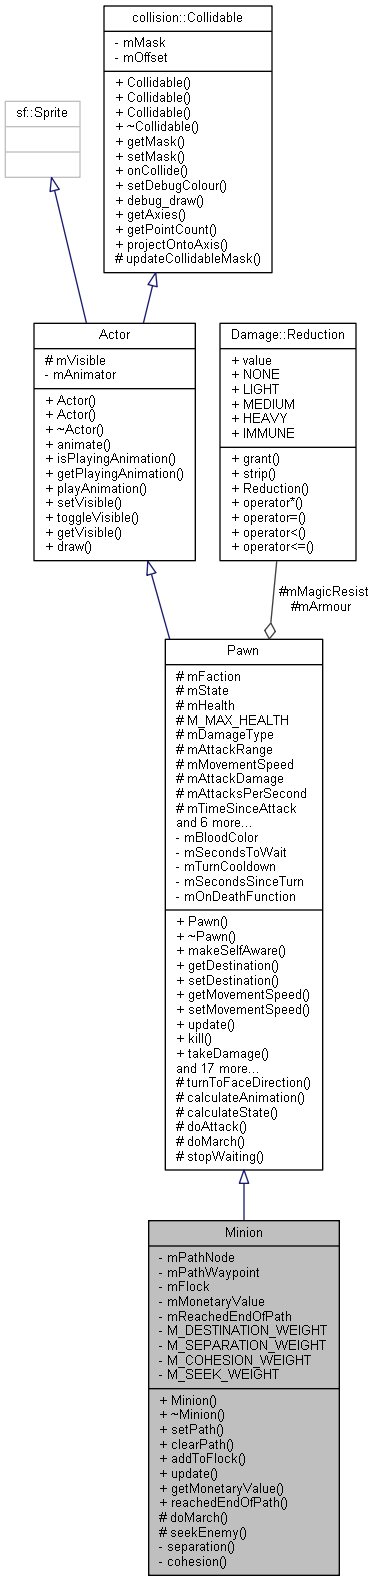 collision::Collidable
- mMask
- mOffset
+ Collidable()
+ Collidable()
+ Collidable()
+ ~Collidable()
+ getMask()
+ setMask()
+ onCollide()
+ setDebugColour()
+ debug_draw()
+ getAxies()
+ getPointCount()
+ projectOntoAxis()
# updateCollidableMask()
sf::Sprite
Actor
# mVisible
- mAnimator
+ Actor()
+ Actor()
+ ~Actor()
+ animate()
+ isPlayingAnimation()
+ getPlayingAnimation()
+ playAnimation()
+ setVisible()
+ toggleVisible()
+ getVisible()
+ draw()
Damage::Reduction
+ value
+ NONE
+ LIGHT
+ MEDIUM
+ HEAVY
+ IMMUNE
+ grant()
+ strip()
+ Reduction()
+ operator*()
+ operator=()
+ operator<()
+ operator<=()
#mMagicResist
#mArmour
Pawn
# mFaction
# mState
# mHealth
# M_MAX_HEALTH
# mDamageType
# mAttackRange
# mMovementSpeed
# mAttackDamage
# mAttacksPerSecond
# mTimeSinceAttack
and 6 more...
- mBloodColor
- mSecondsToWait
- mTurnCooldown
- mSecondsSinceTurn
- mOnDeathFunction
+ Pawn()
+ ~Pawn()
+ makeSelfAware()
+ getDestination()
+ setDestination()
+ getMovementSpeed()
+ setMovementSpeed()
+ update()
+ kill()
+ takeDamage()
and 17 more...
# turnToFaceDirection()
# calculateAnimation()
# calculateState()
# doAttack()
# doMarch()
# stopWaiting()
Minion
- mPathNode
- mPathWaypoint
- mFlock
- mMonetaryValue
- mReachedEndOfPath
- M_DESTINATION_WEIGHT
- M_SEPARATION_WEIGHT
- M_COHESION_WEIGHT
- M_SEEK_WEIGHT
+ Minion()
+ ~Minion()
+ setPath()
+ clearPath()
+ addToFlock()
+ update()
+ getMonetaryValue()
+ reachedEndOfPath()
# doMarch()
# seekEnemy()
- separation()
- cohesion()